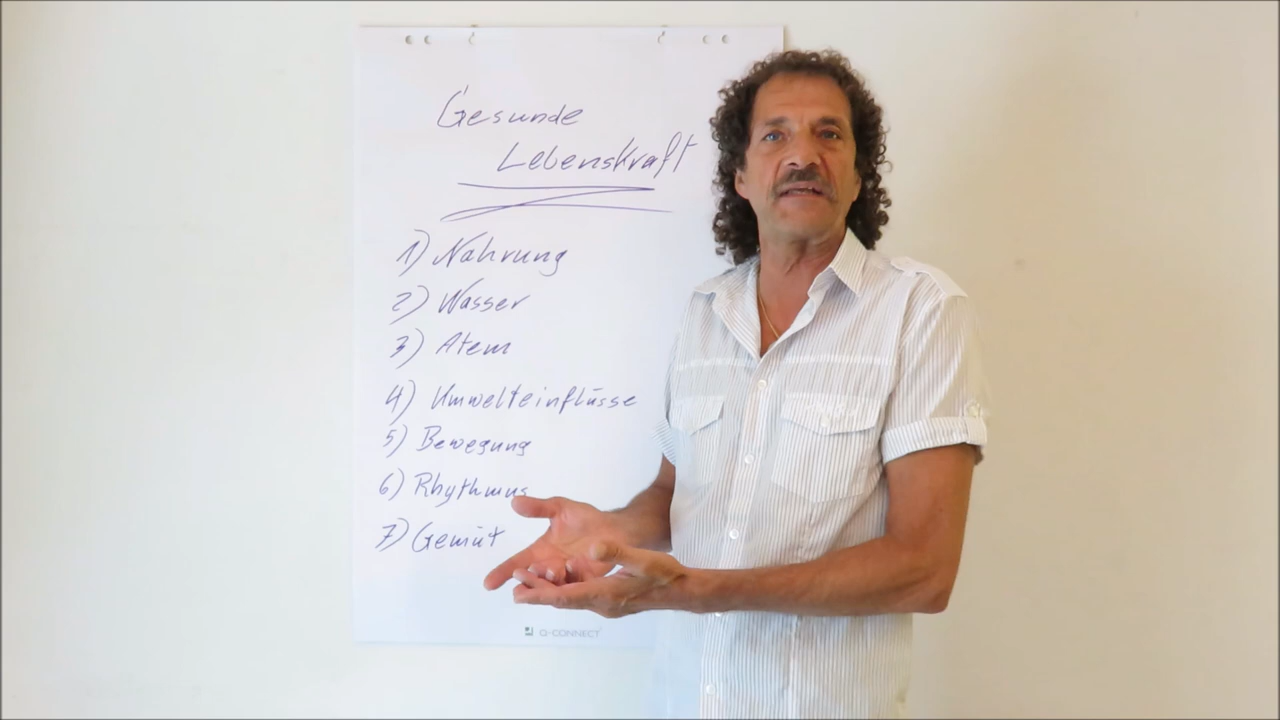 Gesunde
Lebenskraft
1) Nahrung
2) Wasser
3) Atem
4) Umwelteinflüsse
5) Bewegung
6) Rhythmus
7) Gemüt
Q-CONNECT